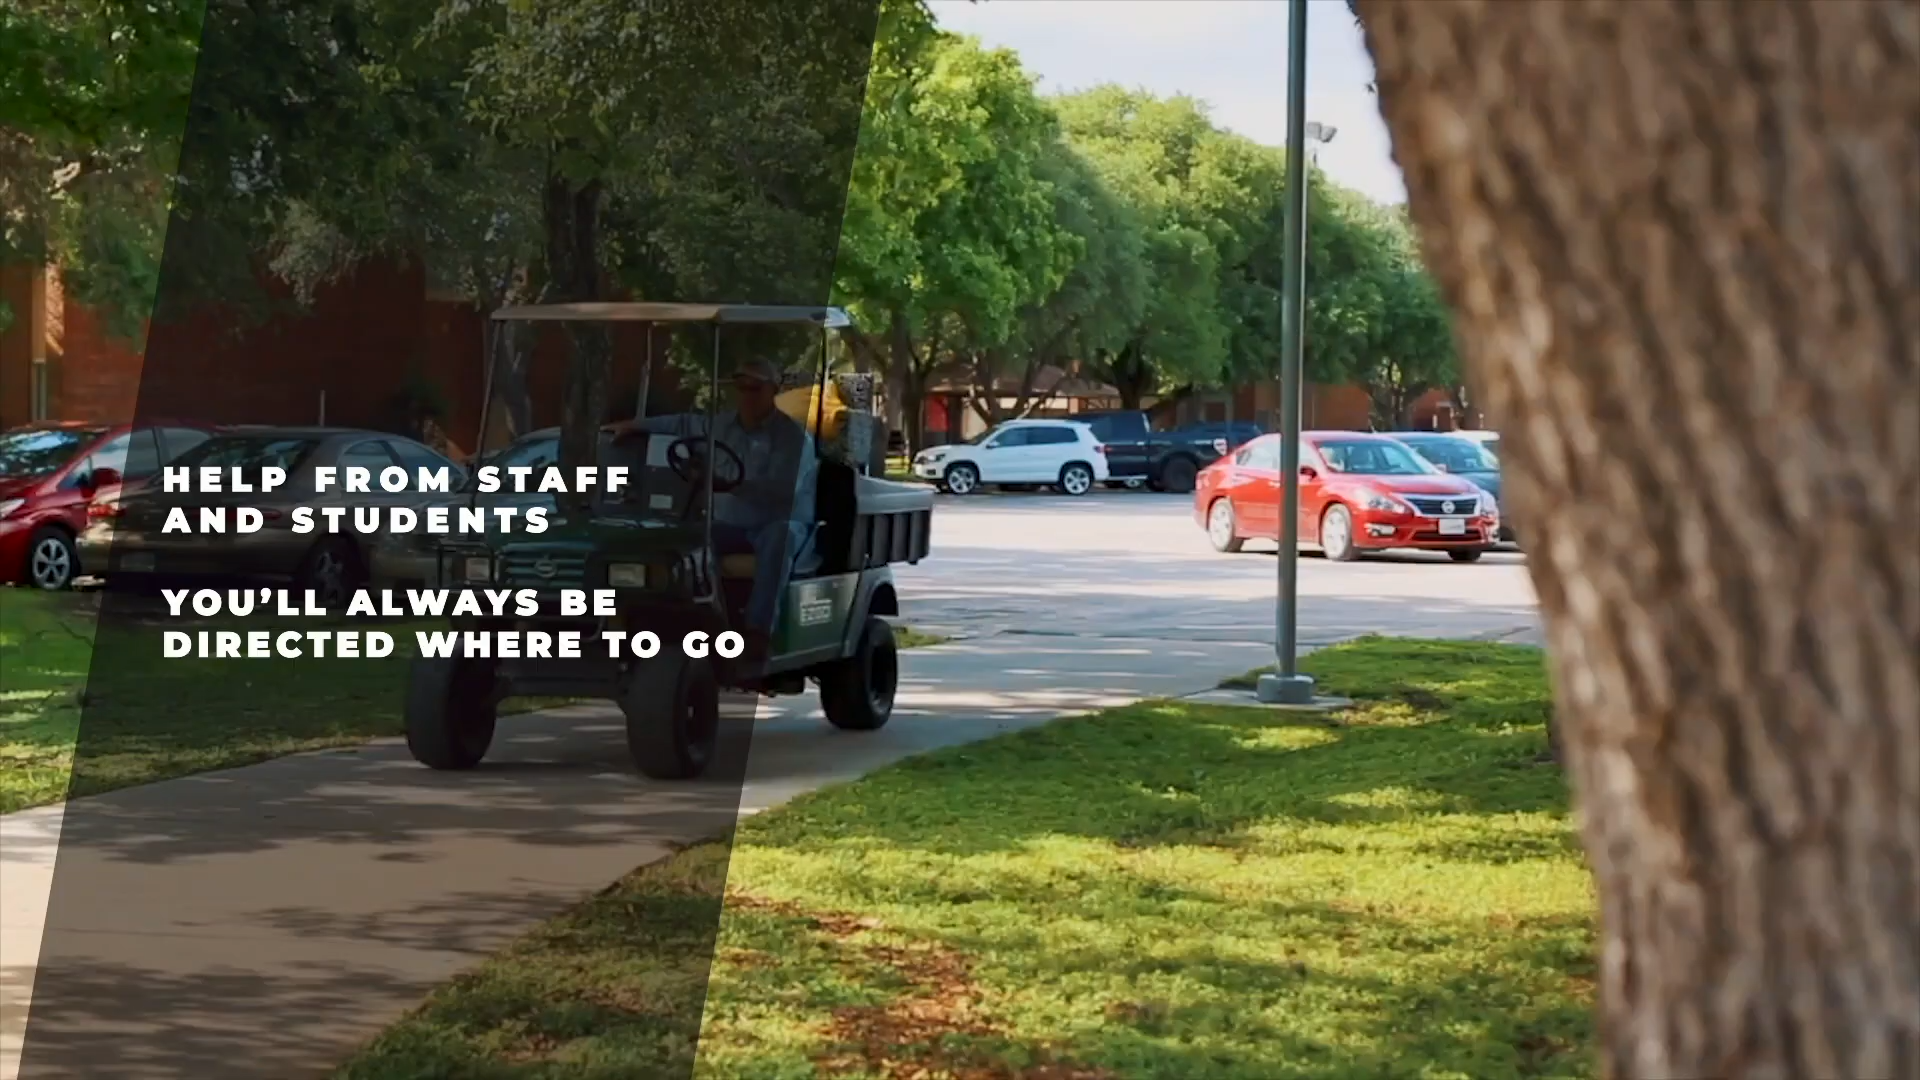 HELP FROM STAFF
AND STUDENTS
YOU’LL ALWAYS BE
DIRECTED WHERE TO GO